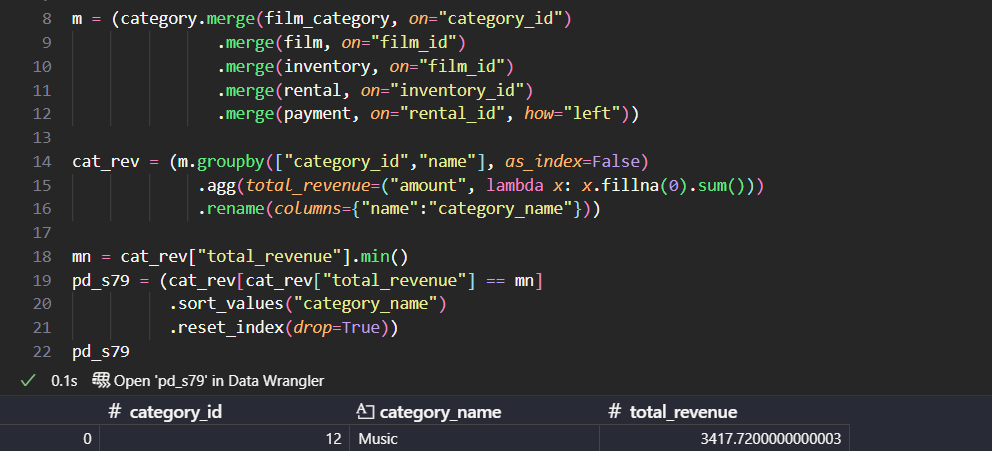 8 m = (category.merge(film_category, on="category_id")
9 .merge(film, on="film_id")
10 .merge(inventory, on="film_id")
11 .merge(rental, on="inventory_id")
12 .merge(payment, on="rental_id", how="left"))
13
14 cat_rev = (m.groupby(["category_id","name"], as_index=False)
15 .agg(total_revenue=("amount", lambda x: x.fillna(0).sum()))
16 .rename(columns={"name":"category_name"}))
17
18 mn = cat_rev["total_revenue"].min()
19 pd_s79 = (cat_rev[cat_rev["total_revenue"] == mn]
20 .sort_values("category_name")
21 .reset_index(drop=True))
22 pd_s79
0.1s Open 'pd_s79' in Data Wrangler
# category_id category_name # total_revenue
0 12 Music 3417.7200000000003